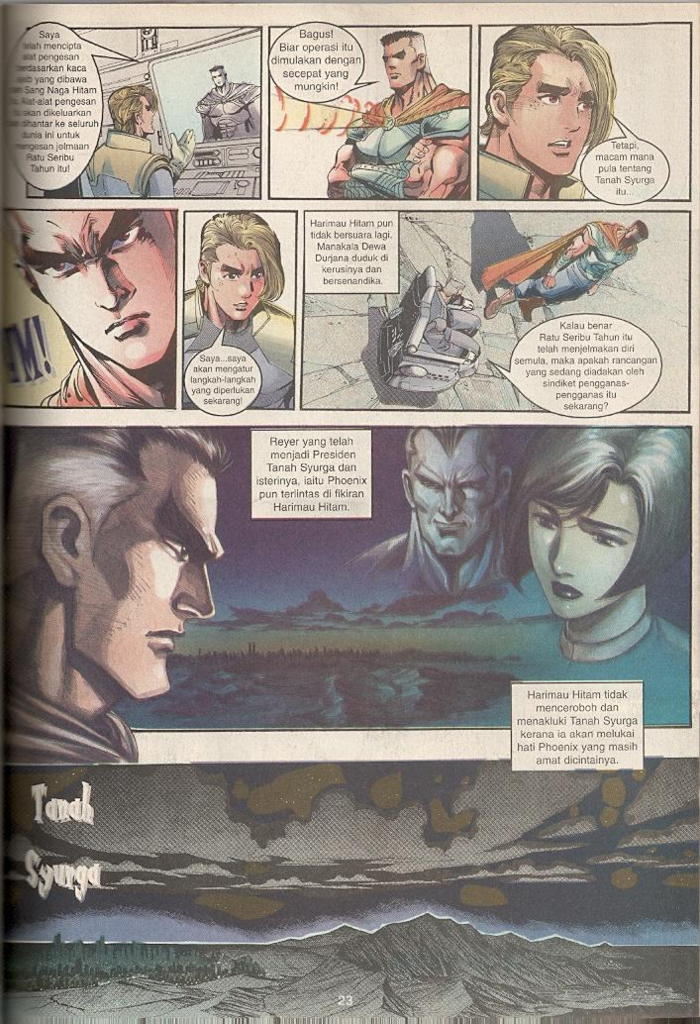 Saya
telah mencipta
alat pengesan
berdasarkan kaca
yang dibawa
Sang Naga Hitam
itu. Alat-alat pengesan
akan dikeluarkan
dihantar ke seluruh
dunia ini untuk
mengesan jelmaan
Ratu Seribu
Tahun itu!
Bagus!
Biar operasi itu
dimulakan dengan
secepat yang
mungkin!
Tetapi,
macam mana
pula tentang
Tanah Syurga
itu...
M!
Saya...saya
akan mengatur
langkah-langkah
yang diperlukan
sekarang!
Harimau Hitam pun
tidak bersuara lagi.
Manakala Dewa
Durjana duduk di
kerusinya dan
bersenandika.
Kalau benar
Ratu Seribu Tahun itu
telah menjelmakan diri
semula, maka apakah rancangan
yang sedang diadakan oleh
sindiket pengganas-
pengganas itu
sekarang?
Reyer yang telah
menjadi Presiden
Tanah Syurga dan
isterinya, iaitu Phoenix
pun terlintas di fikiran
Harimau Hitam.
Harimau Hitam tidak
menceroboh dan
menakluki Tanah Syurga
kerana ia akan melukai
hati Phoenix yang masih
amat dicintainya.
Tanah
Syurga
23